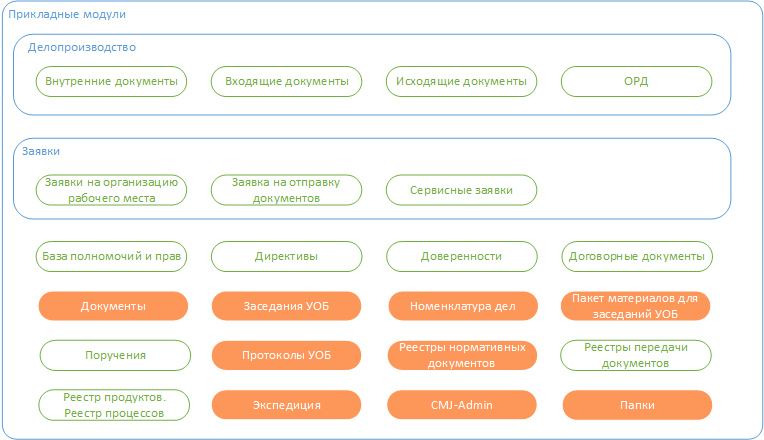 Прикладные модули
Делопроизводство
Внутренние документы
Входящие документы
Исходящие документы
ОРД
Заявки
Заявки на организацию
рабочего места
Заявка на отправку
документов
Сервисные заявки
База полномочий и прав
Директивы
Доверенности
Договорные документы
Документы
Заседания УОБ
Номенклатура дел
Пакет материалов для
заседаний УОБ
Поручения
Протоколы УОБ
Реестры нормативных
документов
Реестры передачи
документов
Реестр продуктов.
Реестр процессов
Экспедиция
CMJ-Admin
Папки